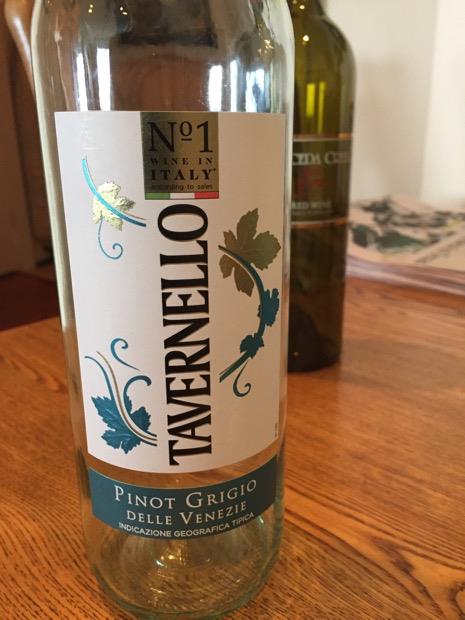 Nº1
WINE IN
ITALY*
according to sales
TAVERNELLO
PINOT GRIGIO
DELLE VENEZIE
INDICAZIONE GEOGRAFICA TIPICA
RED WINE